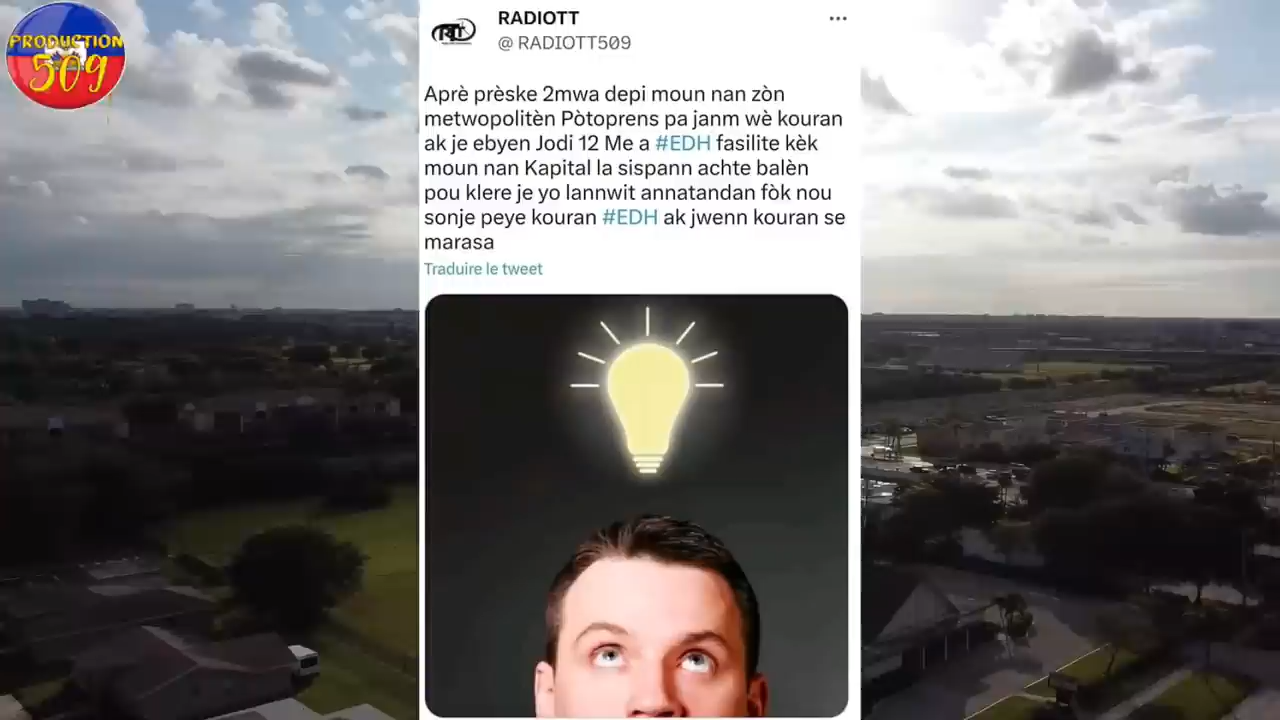 PRODUCTION
509
RADIOTT
@ RADIOTT509
Aprè prèske 2mwa depi moun nan zòn
metwopolitèn Pòtoprens pa janm wè kouran
ak je ebyen Jodi 12 Me a #EDH fasilite kèk
moun nan Kapital la sispann achte balèn
pou klere je yo lannwit annatandan fòk nou
sonje peye kouran #EDH ak jwenn kouran se
marasa
Traduire le tweet